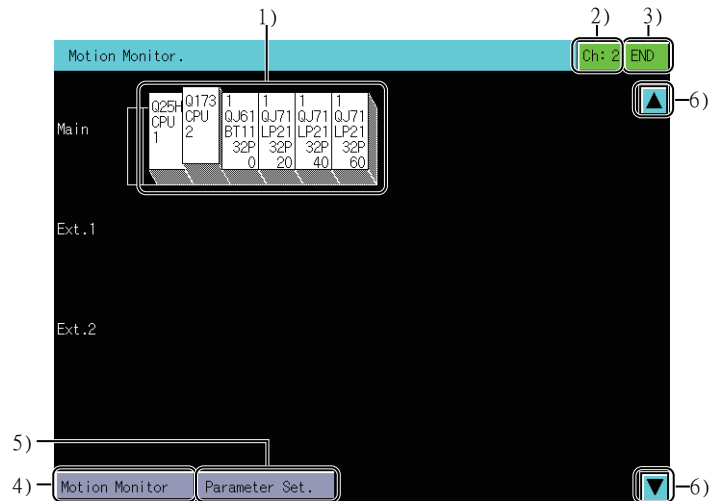 1)
2)
3)
Motion Monitor.
Ch: 2
END
6)
Main
Q25H
CPU
1
Q173
CPU
2
1
QJ61
BT11
32P
0
1
QJ71
LP21
32P
20
1
QJ71
LP21
32P
40
1
QJ71
LP21
32P
60
Ext.1
Ext.2
5)
4)
Motion Monitor
Parameter Set.
6)